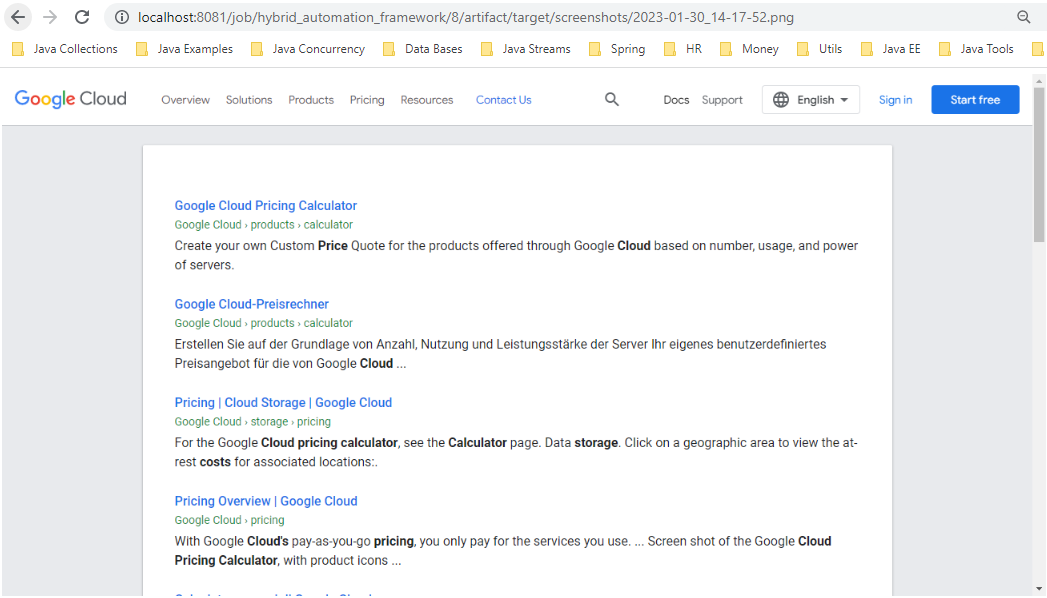 localhost:8081/job/hybrid_automation_framework/8/artifact/target/screenshots/2023-01-30_14-17-52.png
Java Collections Java Examples Java Concurrency Data Bases Java Streams Spring HR Money Utils Java EE Java Tools
Google Cloud Overview Solutions Products Pricing Resources Contact Us Docs Support English Sign in Start free
Google Cloud Pricing Calculator
Google Cloud › products › calculator
Create your own Custom Price Quote for the products offered through Google Cloud based on number, usage, and power
of servers.
Google Cloud-Preisrechner
Google Cloud › products › calculator
Erstellen Sie auf der Grundlage von Anzahl, Nutzung und Leistungsstärke der Server Ihr eigenes benutzerdefiniertes
Preisangebot für die von Google Cloud ...
Pricing | Cloud Storage | Google Cloud
Google Cloud › storage › pricing
For the Google Cloud pricing calculator, see the Calculator page. Data storage. Click on a geographic area to view the at-
rest costs for associated locations:.
Pricing Overview | Google Cloud
Google Cloud › pricing
With Google Cloud's pay-as-you-go pricing, you only pay for the services you use. ... Screen shot of the Google Cloud
Pricing Calculator, with product icons ...